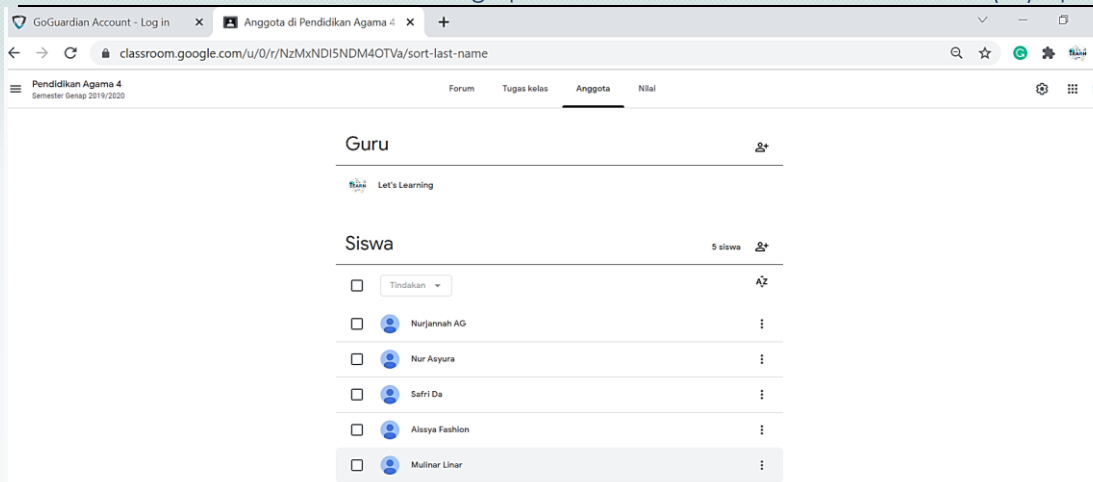 GoGuardian Account - Log in
Anggota di Pendidikan Agama 4
classroom.google.com/u/0/r/NzMxNDI5NDM4OTVa/sort-last-name
Pendidikan Agama 4
Semester Genap 2019/2020
Forum Tugas kelas Anggota Nilai
Guru
Let's Learning
Siswa 5 siswa
Tindakan AZ
Nurjannah AG
Nur Asyura
Safri Da
Aissya Fashion
Mulinar Linar